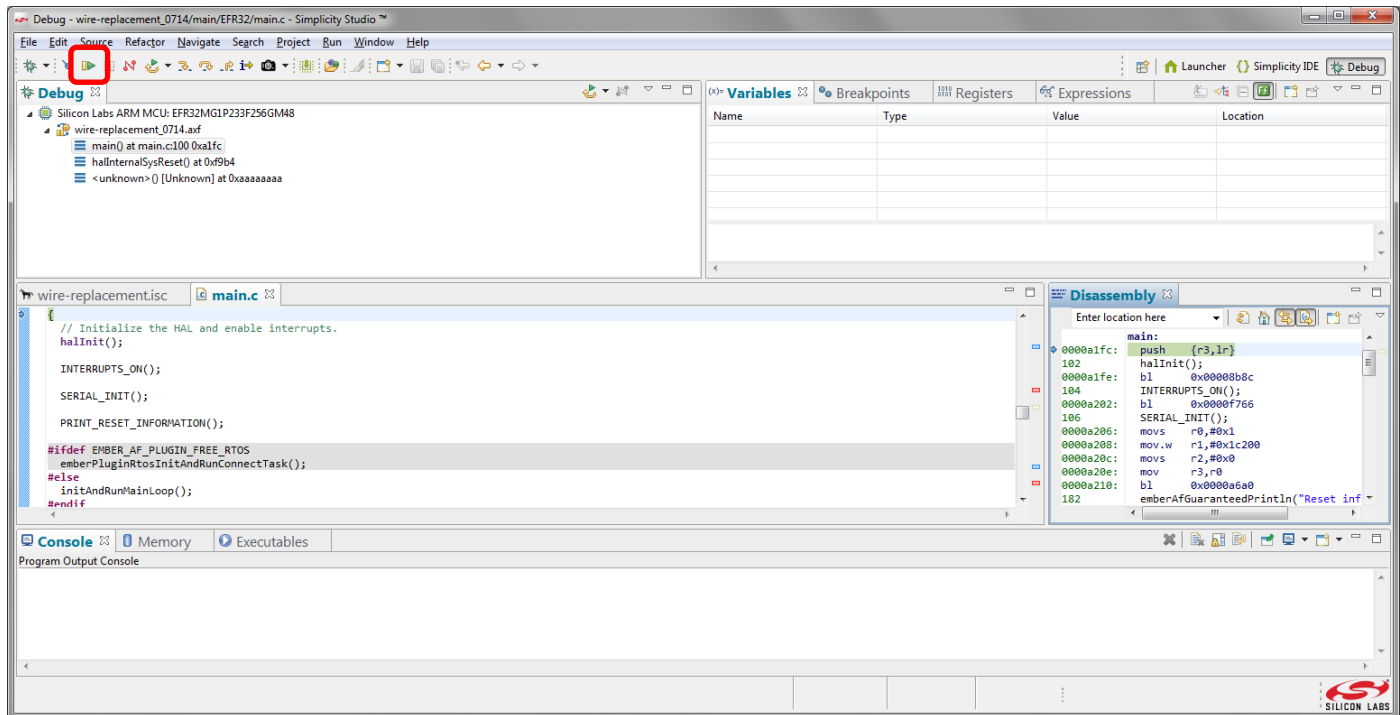 Debug - wire-replacement_0714/main/EFR32/main.c - Simplicity Studio ™
File Edit Source Refactor Navigate Search Project Run Window Help
Launcher {} Simplicity IDE Debug
Debug
Silicon Labs ARM MCU: EFR32MG1P233F256GM48
wire-replacement_0714.axf
main() at main.c:100 0xa1fc
halInternalSysReset() at 0xf9b4
<unknown>() [Unknown] at 0xaaaaaaaa
(x)= Variables Breakpoints 1010 0101 Registers Expressions
Name Type Value Location
wire-replacement.isc main.c
{
// Initialize the HAL and enable interrupts.
halInit();
INTERRUPTS_ON();
SERIAL_INIT();
PRINT_RESET_INFORMATION();
#ifdef EMBER_AF_PLUGIN_FREE_RTOS
emberPluginRtosInitAndRunConnectTask();
#else
initAndRunMainLoop();
#endif
Disassembly
Enter location here
main:
0000a1fc: push {r3,lr}
102 halInit();
0000a1fe: bl 0x00008b8c
104 INTERRUPTS_ON();
0000a202: bl 0x0000f766
106 SERIAL_INIT();
0000a206: movs r0,#0x1
0000a208: mov.w r1,#0x1c200
0000a20c: movs r2,#0x0
0000a20e: mov r3,r0
0000a210: bl 0x0000a6a0
182 emberAfGuaranteedPrintln("Reset inf
Console Memory Executables
Program Output Console
SILICON LABS